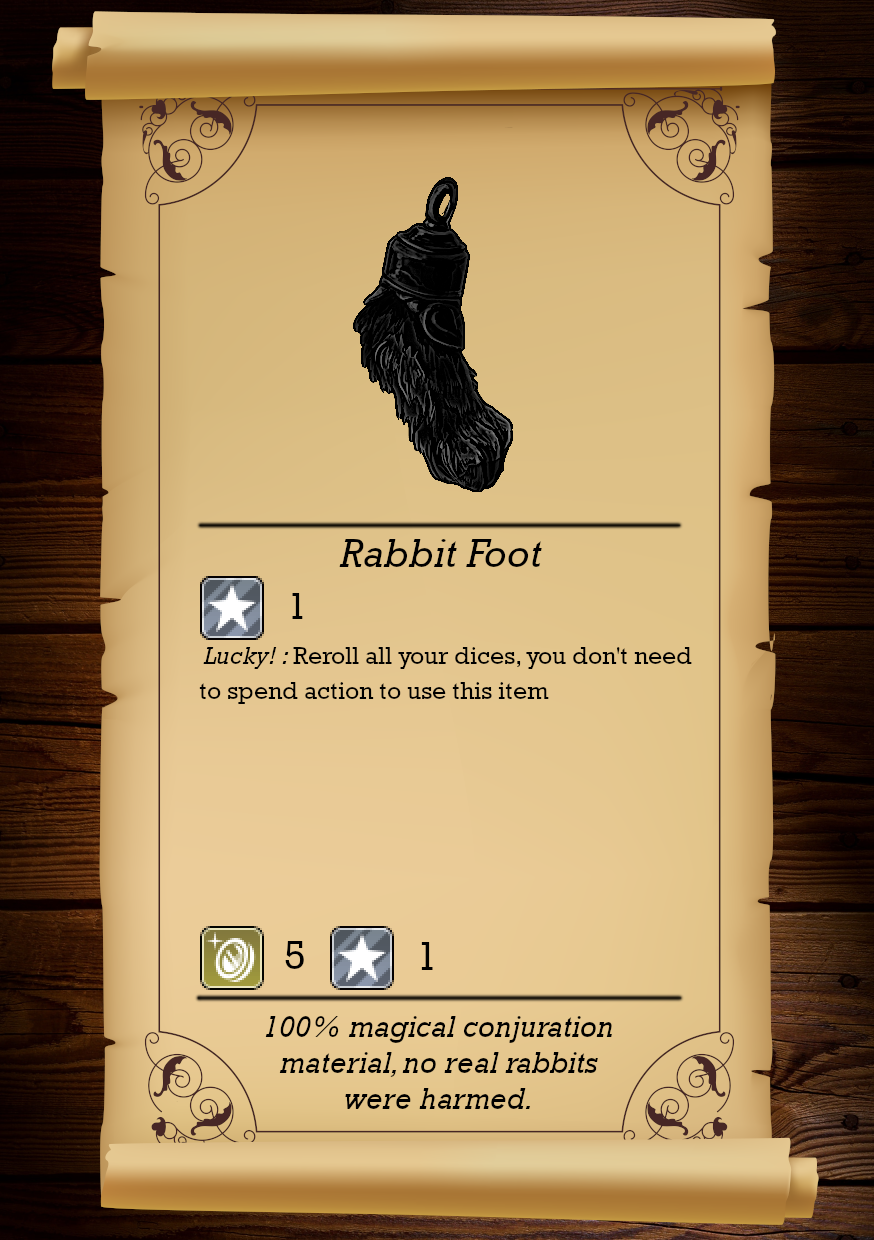 Rabbit Foot
1
Lucky! : Reroll all your dices, you don't need
to spend action to use this item
5 1
100% magical conjuration
material, no real rabbits
were harmed.